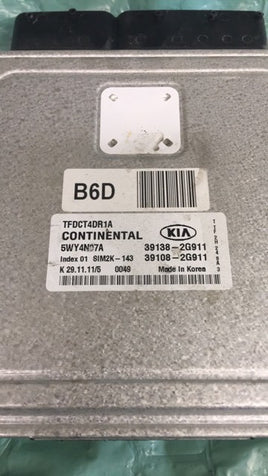 B6D
TFDCT4DR1A
CONTINENTAL KIA
5WY4N07A 39138-2G911
Index 01 SIM2K-143 39108-2G911
K 29.11.11/5 0049 Made in Korea